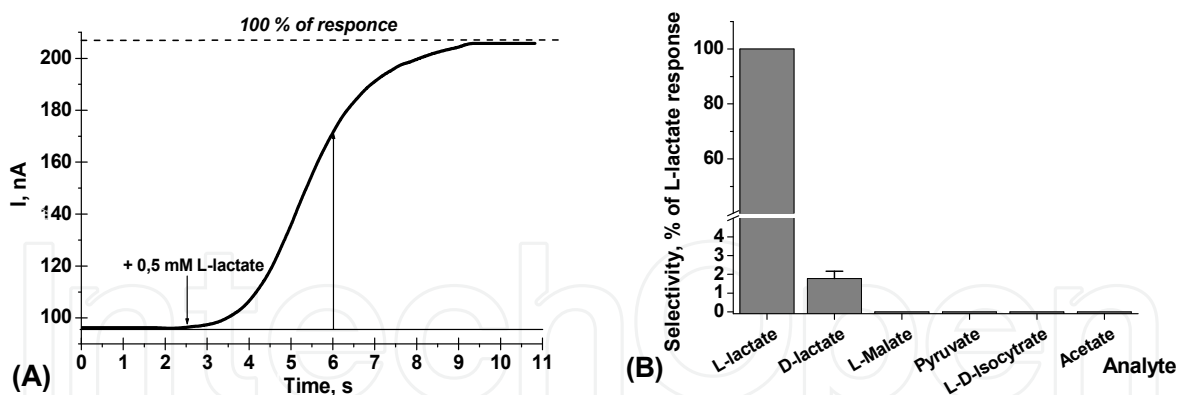 100 % of responce
200
180
160
140
120
100
I, nA
+ 0,5 mM L-lactate
0 1 2 3 4 5 6 7 8 9 10 11
Time, s
(A)
Selectivity, % of L-lactate response
100
80
60
4
3
2
1
0
L-lactate
D-lactate
L-Malate
Pyruvate
L-D-Isocytrate
Acetate
Analyte
(B)
IntechOpen